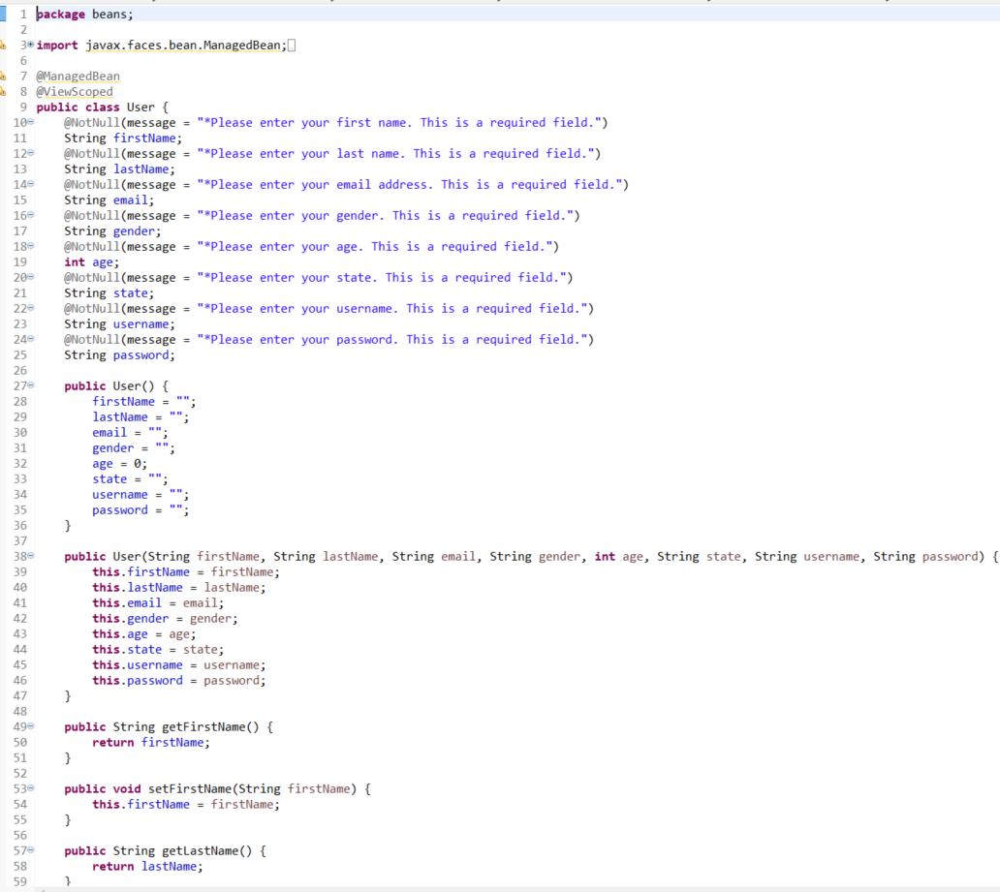 1 package beans;
2
3 import javax.faces.bean.ManagedBean;
6
7 @ManagedBean
8 @ViewScoped
9 public class User {
10 @NotNull(message = "*Please enter your first name. This is a required field.")
11 String firstName;
12 @NotNull(message = "*Please enter your last name. This is a required field.")
13 String lastName;
14 @NotNull(message = "*Please enter your email address. This is a required field.")
15 String email;
16 @NotNull(message = "*Please enter your gender. This is a required field.")
17 String gender;
18 @NotNull(message = "*Please enter your age. This is a required field.")
19 int age;
20 @NotNull(message = "*Please enter your state. This is a required field.")
21 String state;
22 @NotNull(message = "*Please enter your username. This is a required field.")
23 String username;
24 @NotNull(message = "*Please enter your password. This is a required field.")
25 String password;
26
27 public User() {
28 firstName = "";
29 lastName = "";
30 email = "";
31 gender = "";
32 age = 0;
33 state = "";
34 username = "";
35 password = "";
36 }
37
38 public User(String firstName, String lastName, String email, String gender, int age, String state, String username, String password) {
39 this.firstName = firstName;
40 this.lastName = lastName;
41 this.email = email;
42 this.gender = gender;
43 this.age = age;
44 this.state = state;
45 this.username = username;
46 this.password = password;
47 }
48
49 public String getFirstName() {
50 return firstName;
51 }
52
53 public void setFirstName(String firstName) {
54 this.firstName = firstName;
55 }
56
57 public String getLastName() {
58 return lastName;
59 }